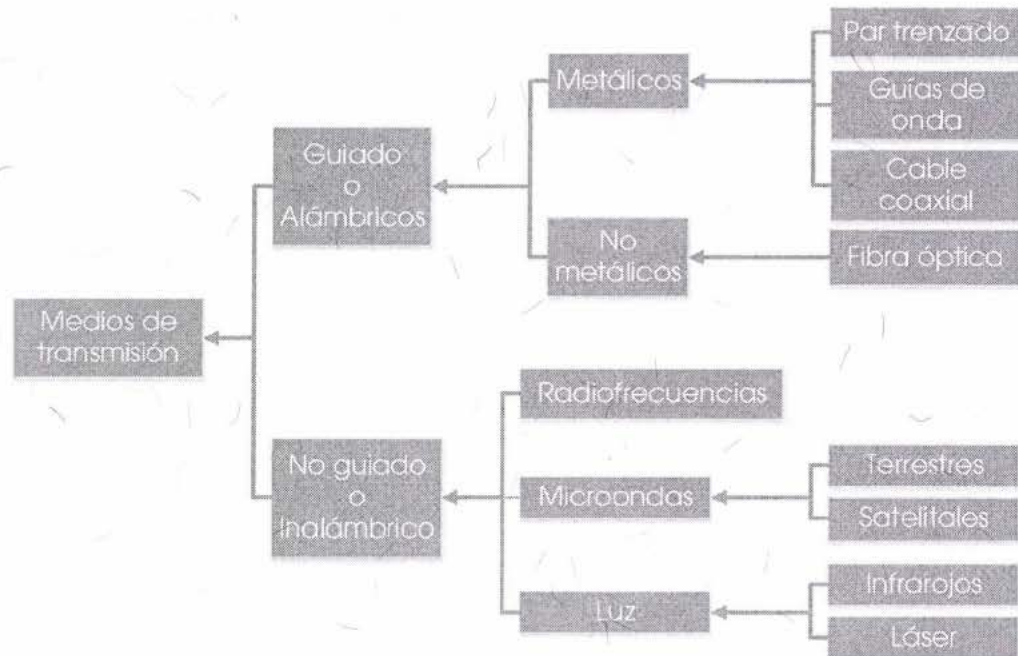 Medios de
transmisión
Guiado
o
Alámbricos
Metálicos
Par trenzado
Guías de
onda
Cable
coaxial
No
metálicos
Fibra óptica
No guiado
o
Inalámbrico
Radiofrecuencias
Microondas
Terrestres
Satelitales
Luz
Infrarojos
Láser